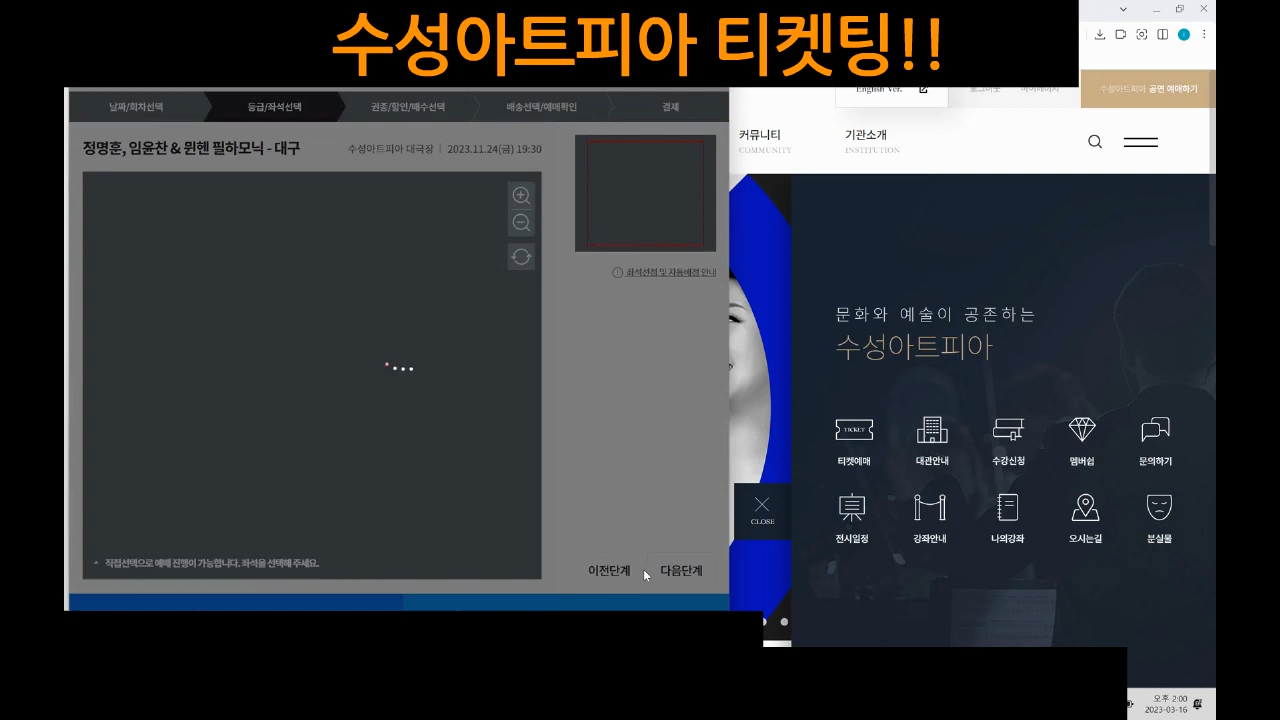 수성아트피아 티켓팅!!
날짜/회차선택
등급/좌석선택
권종/할인/매수선택
배송선택/예매확인
결제
정명훈, 임윤찬 & 뮌헨 필하모닉 - 대구
수성아트피아 대극장 | 2023.11.24(금) 19:30
좌석선점 및 자동배정 안내
직접선택으로 예매 진행이 가능합니다. 좌석을 선택해 주세요.
이전단계
다음단계
English Ver.
로그아웃
마이페이지
수성아트피아 공연 예매하기
커뮤니티
COMMUNITY
기관소개
INSTITUTION
문화와 예술이 공존하는
수성아트피아
TICKET
티켓예매
대관안내
수강신청
멤버쉽
문의하기
CLOSE
전시일정
강좌안내
나의강좌
오시는길
분실물
오후 2:00
2023-03-16